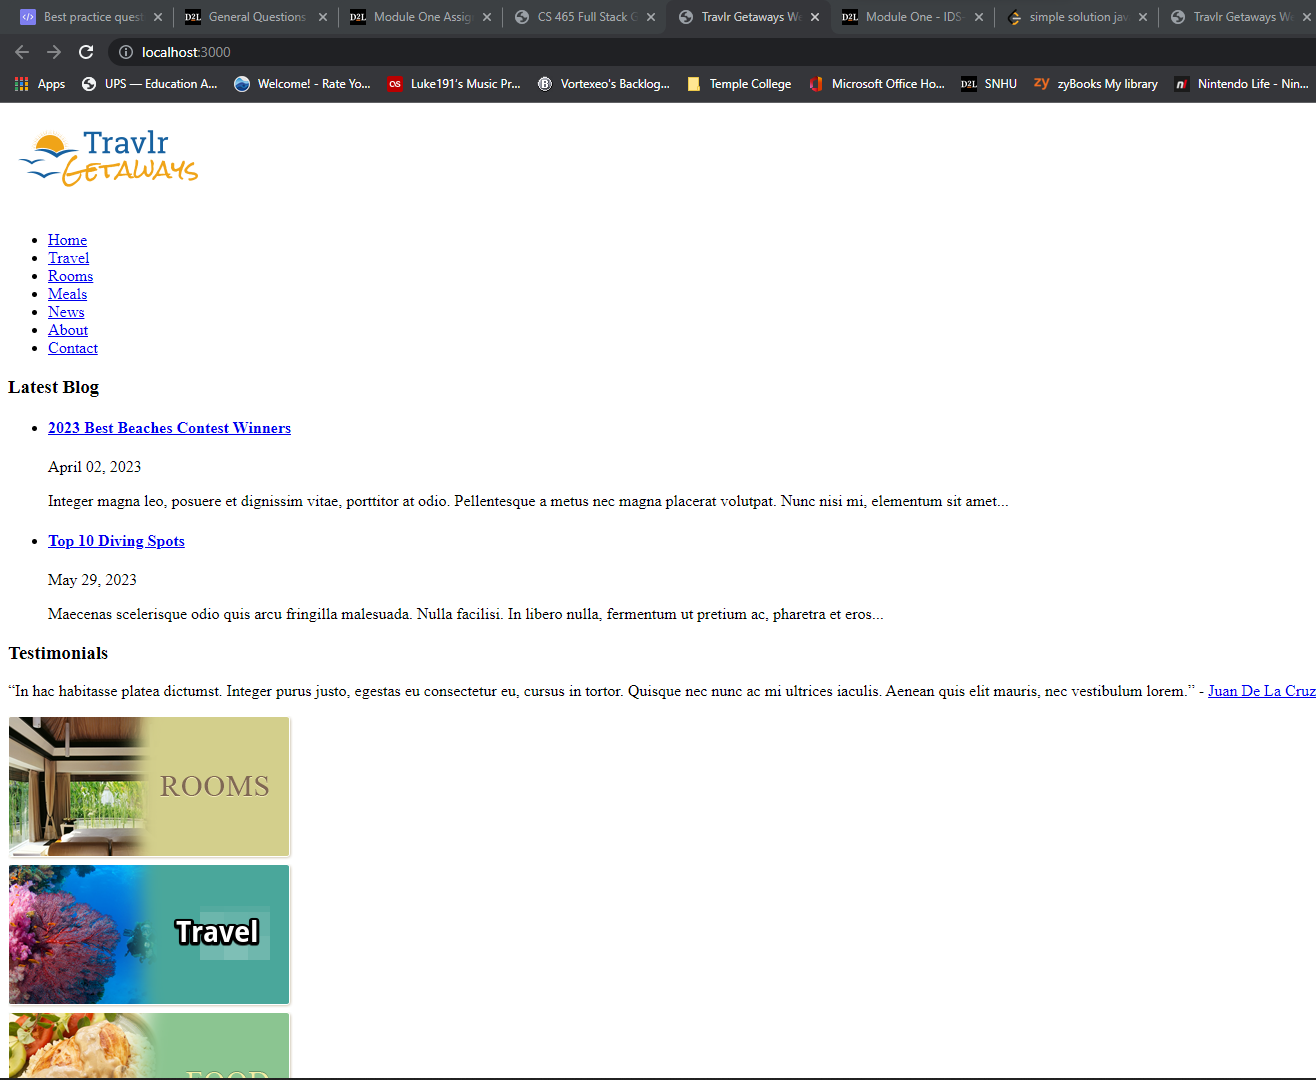 Best practice quest
General Questions
Module One Assig
CS 465 Full Stack G
Travlr Getaways We
Module One - IDS-
simple solution jav
Travlr Getaways We
localhost:3000
Apps
UPS — Education A...
Welcome! - Rate Yo...
Luke191's Music Pr...
Vortexeo's Backlog...
Temple College
Microsoft Office Ho...
D2L SNHU
zy zyBooks My library
Nintendo Life - Nin...
Travlr
Getaways
Home
Travel
Rooms
Meals
News
About
Contact
Latest Blog
2023 Best Beaches Contest Winners
April 02, 2023
Integer magna leo, posuere et dignissim vitae, porttitor at odio. Pellentesque a metus nec magna placerat volutpat. Nunc nisi mi, elementum sit amet...
Top 10 Diving Spots
May 29, 2023
Maecenas scelerisque odio quis arcu fringilla malesuada. Nulla facilisi. In libero nulla, fermentum ut pretium ac, pharetra et eros...
Testimonials
“In hac habitasse platea dictumst. Integer purus justo, egestas eu consectetur eu, cursus in tortor. Quisque nec nunc ac mi ultrices iaculis. Aenean quis elit mauris, nec vestibulum lorem.” - Juan De La Cruz
ROOMS
Travel
FOOD